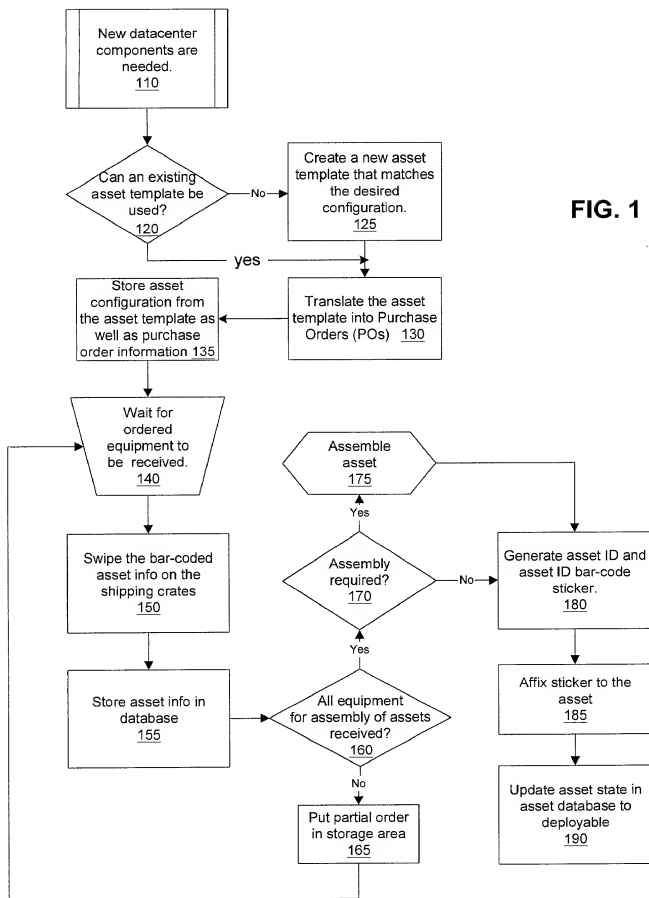 New datacenter
components are
needed.
110
Can an existing
asset template be
used?
120
No
Create a new asset
template that matches
the desired
configuration.
125
FIG. 1
yes
Store asset
configuration from
the asset template as
well as purchase
order information 135
Translate the asset
template into Purchase
Orders (POs) 130
Wait for
ordered
equipment to
be received.
140
Assemble
asset
175
Yes
Swipe the bar-coded
asset info on the
shipping crates
150
Assembly
required?
170
No
Generate asset ID and
asset ID bar-code
sticker.
180
Yes
Store asset info in
database
155
All equipment
for assembly of assets
received?
160
Affix sticker to the
asset
185
No
Put partial order
in storage area
165
Update asset state in
asset database to
deployable
190